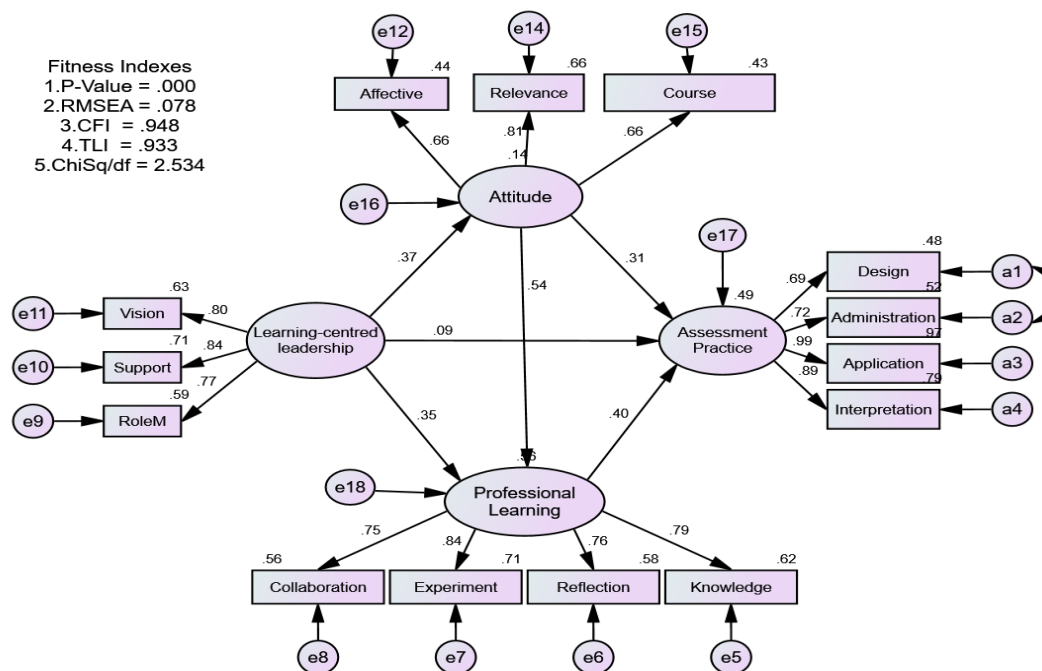 e12
e14
e15
Fitness Indexes
1.P-Value = .000
2.RMSEA = .078
3.CFI = .948
4.TLI = .933
5.ChiSq/df = 2.534
.44
.66
.43
Affective
Relevance
Course
.66
.81
.66
.14
Attitude
e16
e17
.37
.54
.31
.63
.49
.48
e11
Vision
.80
.69
Design
a1
.52
Learning-centred
leadership
.09
Assessment
Practice
.72
Administration
a2
.97
.71
e10
Support
.84
.99
Application
a3
.79
.59
.77
.89
e9
RoleM
Interpretation
a4
.35
.40
e18
Professional
Learning
.75
.84
.76
.79
.56
.71
.58
.62
Collaboration
Experiment
Reflection
Knowledge
e8
e7
e6
e5